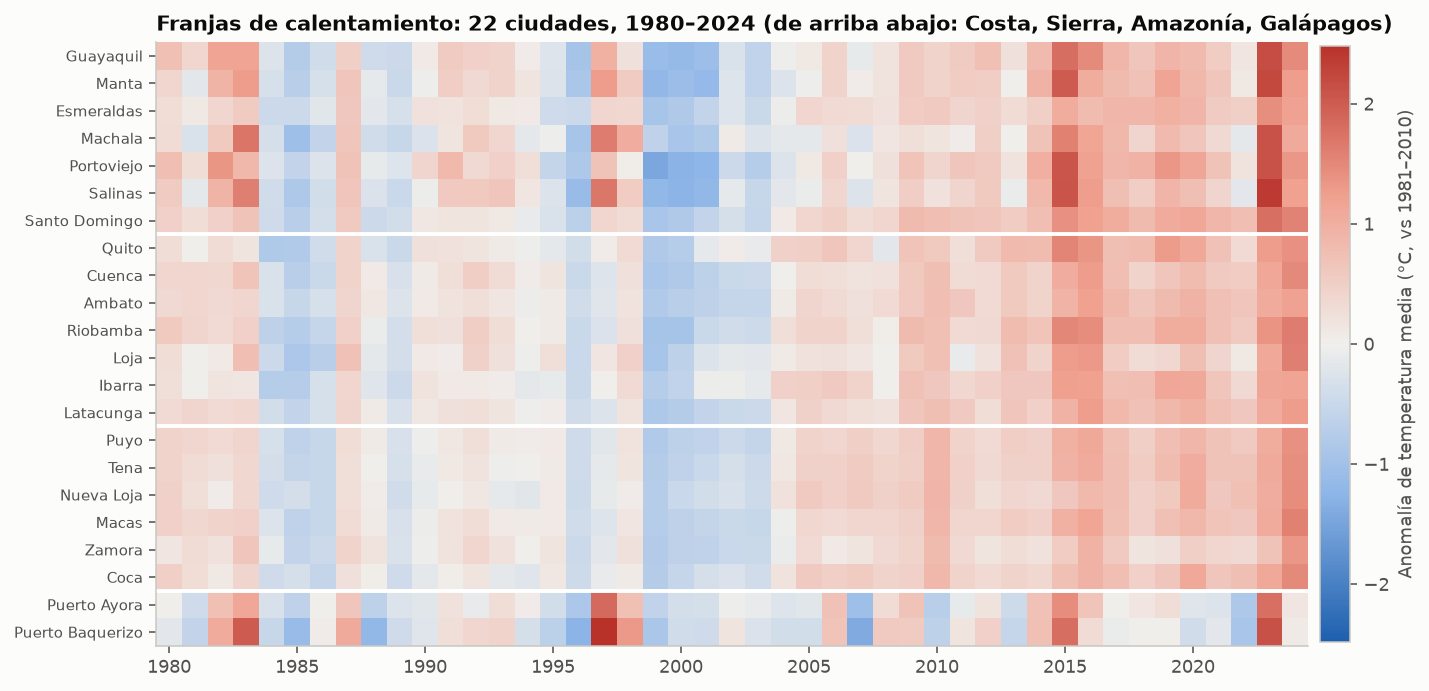 Franjas de calentamiento: 22 ciudades, 1980–2024 (de arriba abajo: Costa, Sierra, Amazonía, Galápagos)
Guayaquil
Manta
Esmeraldas
Machala
Portoviejo
Salinas
Santo Domingo
Quito
Cuenca
Ambato
Riobamba
Loja
Ibarra
Latacunga
Puyo
Tena
Nueva Loja
Macas
Zamora
Coca
Puerto Ayora
Puerto Baquerizo
1980 1985 1990 1995 2000 2005 2010 2015 2020
2
1
0
−1
−2
Anomalía de temperatura media (°C, vs 1981–2010)